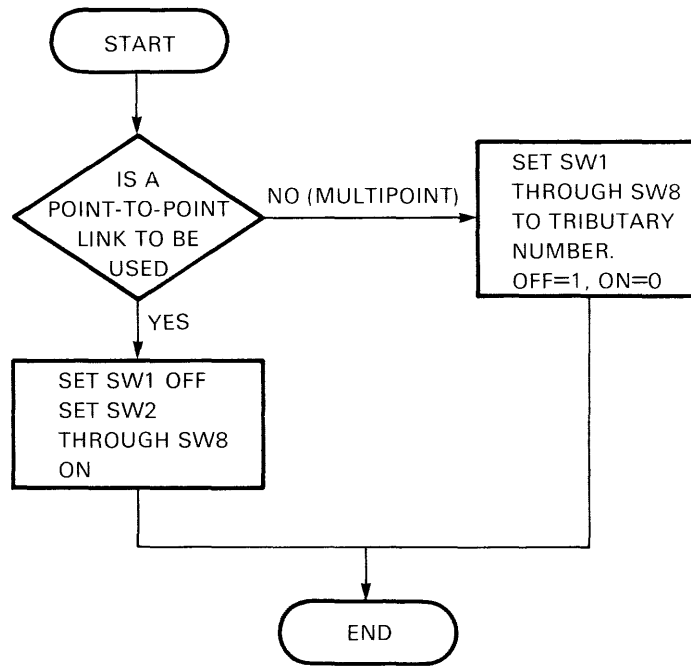 START
IS A
POINT-TO-POINT
LINK TO BE
USED
NO (MULTIPOINT)
SET SW1
THROUGH SW8
TO TRIBUTARY
NUMBER.
OFF=1, ON=0
YES
SET SW1 OFF
SET SW2
THROUGH SW8
ON
END